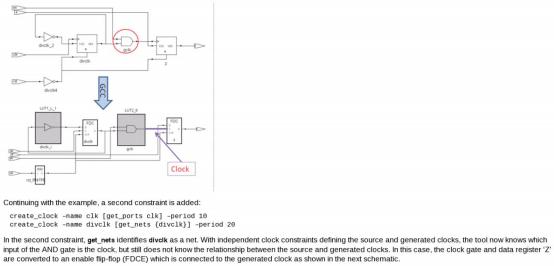 divclk_2
divclk
gclk
Z
divclk4
GCC
LUT1_L_1
FDC
LUT2_8
FDC
divclk_i
divclk
gclk
Clock
Continuing with the example, a second constraint is added:
create_clock -name clk [get_ports clk] -period 10
create_clock -name divclk [get_nets {divclk}] -period 20
In the second constraint, get_nets identifies divclk as a net. With independent clock constraints defining the source and generated clocks, the tool now knows which
input of the AND gate is the clock, but still does not know the relationship between the source and generated clocks. In this case, the clock gate and data register 'Z'
are converted to an enable flip-flop (FDCE) which is connected to the generated clock as shown in the next schematic.